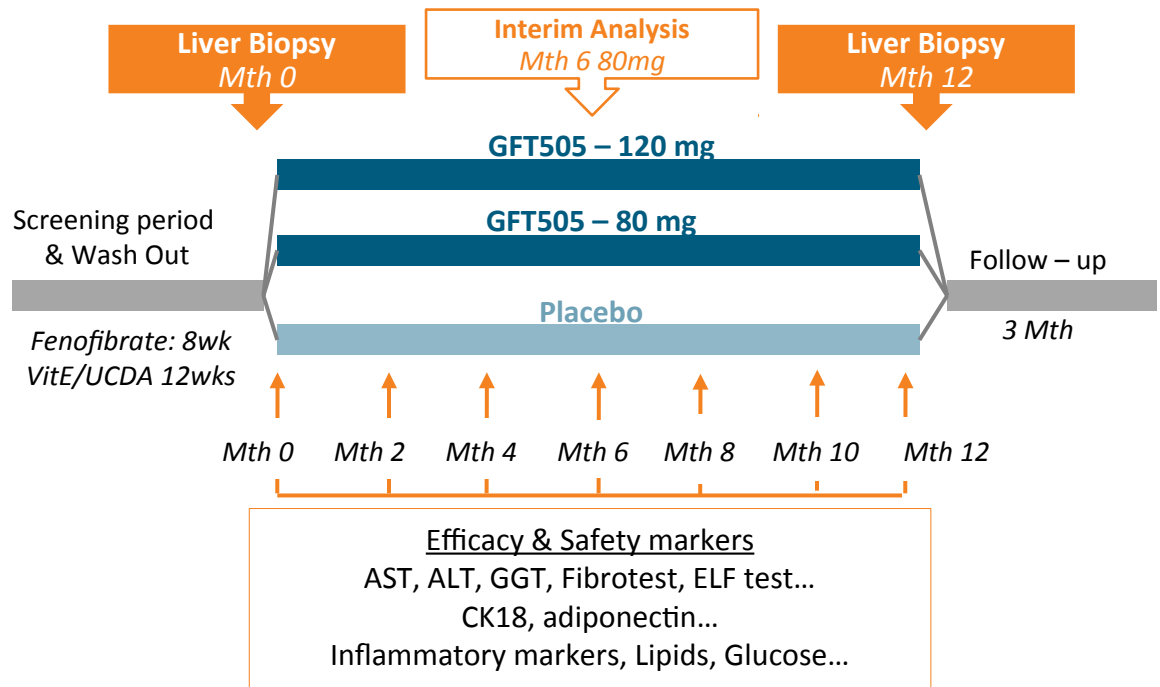 Liver Biopsy
Mth 0
Interim Analysis
Mth 6 80mg
Liver Biopsy
Mth 12
GFT505 – 120 mg
Screening period
& Wash Out
GFT505 – 80 mg
Follow – up
Placebo
Fenofibrate: 8wk
VitE/UCDA 12wks
3 Mth
Mth 0
Mth 2
Mth 4
Mth 6
Mth 8
Mth 10
Mth 12
Efficacy & Safety markers
AST, ALT, GGT, Fibrotest, ELF test...
CK18, adiponectin...
Inflammatory markers, Lipids, Glucose...